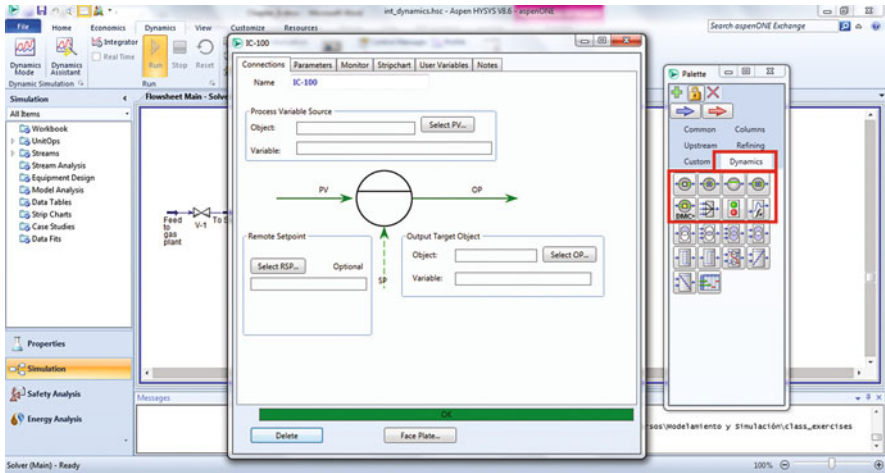 int_dynamics.hsc - Aspen HYSYS V8.6 - aspenONE
File Home Economics Dynamics View Customize Resources
Search aspenONE Exchange
Dynamics Mode
Dynamics Assistant
Integrator
Real Time
Run Stop Reset
Dynamic Simulation
Run
Simulation
Flowsheet Main - Solve
All Items
Workbook
UnitOps
Streams
Stream Analysis
Equipment Design
Model Analysis
Data Tables
Strip Charts
Case Studies
Data Fits
Properties
Simulation
Safety Analysis
Energy Analysis
Feed to gas plant
V-1
To S
IC-100
Connections Parameters Monitor Stripchart User Variables Notes
Name IC-100
Process Variable Source
Object:
Select PV...
Variable:
PV
OP
SP
Remote Setpoint
Select RSP...
Optional
Output Target Object
Object:
Select OP...
Variable:
OK
Delete
Face Plate...
Palette
Common Columns
Upstream Refining
Custom Dynamics
DMC+
Messages
sos\Modelamiento y Simulación\class_exercises
Solver (Main) - Ready
100%